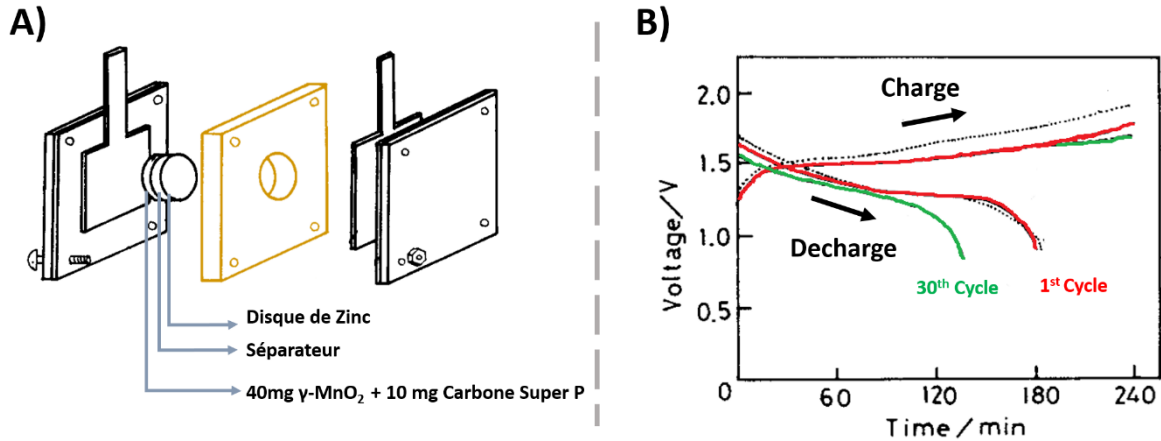 A)
Disque de Zinc
Séparateur
40mg γ-MnO₂ + 10 mg Carbone Super P
B)
Charge
Decharge
30th Cycle
1st Cycle
Voltage/V
2.0
1.5
1.0
0.5
0
60
120
180
240
Time/min